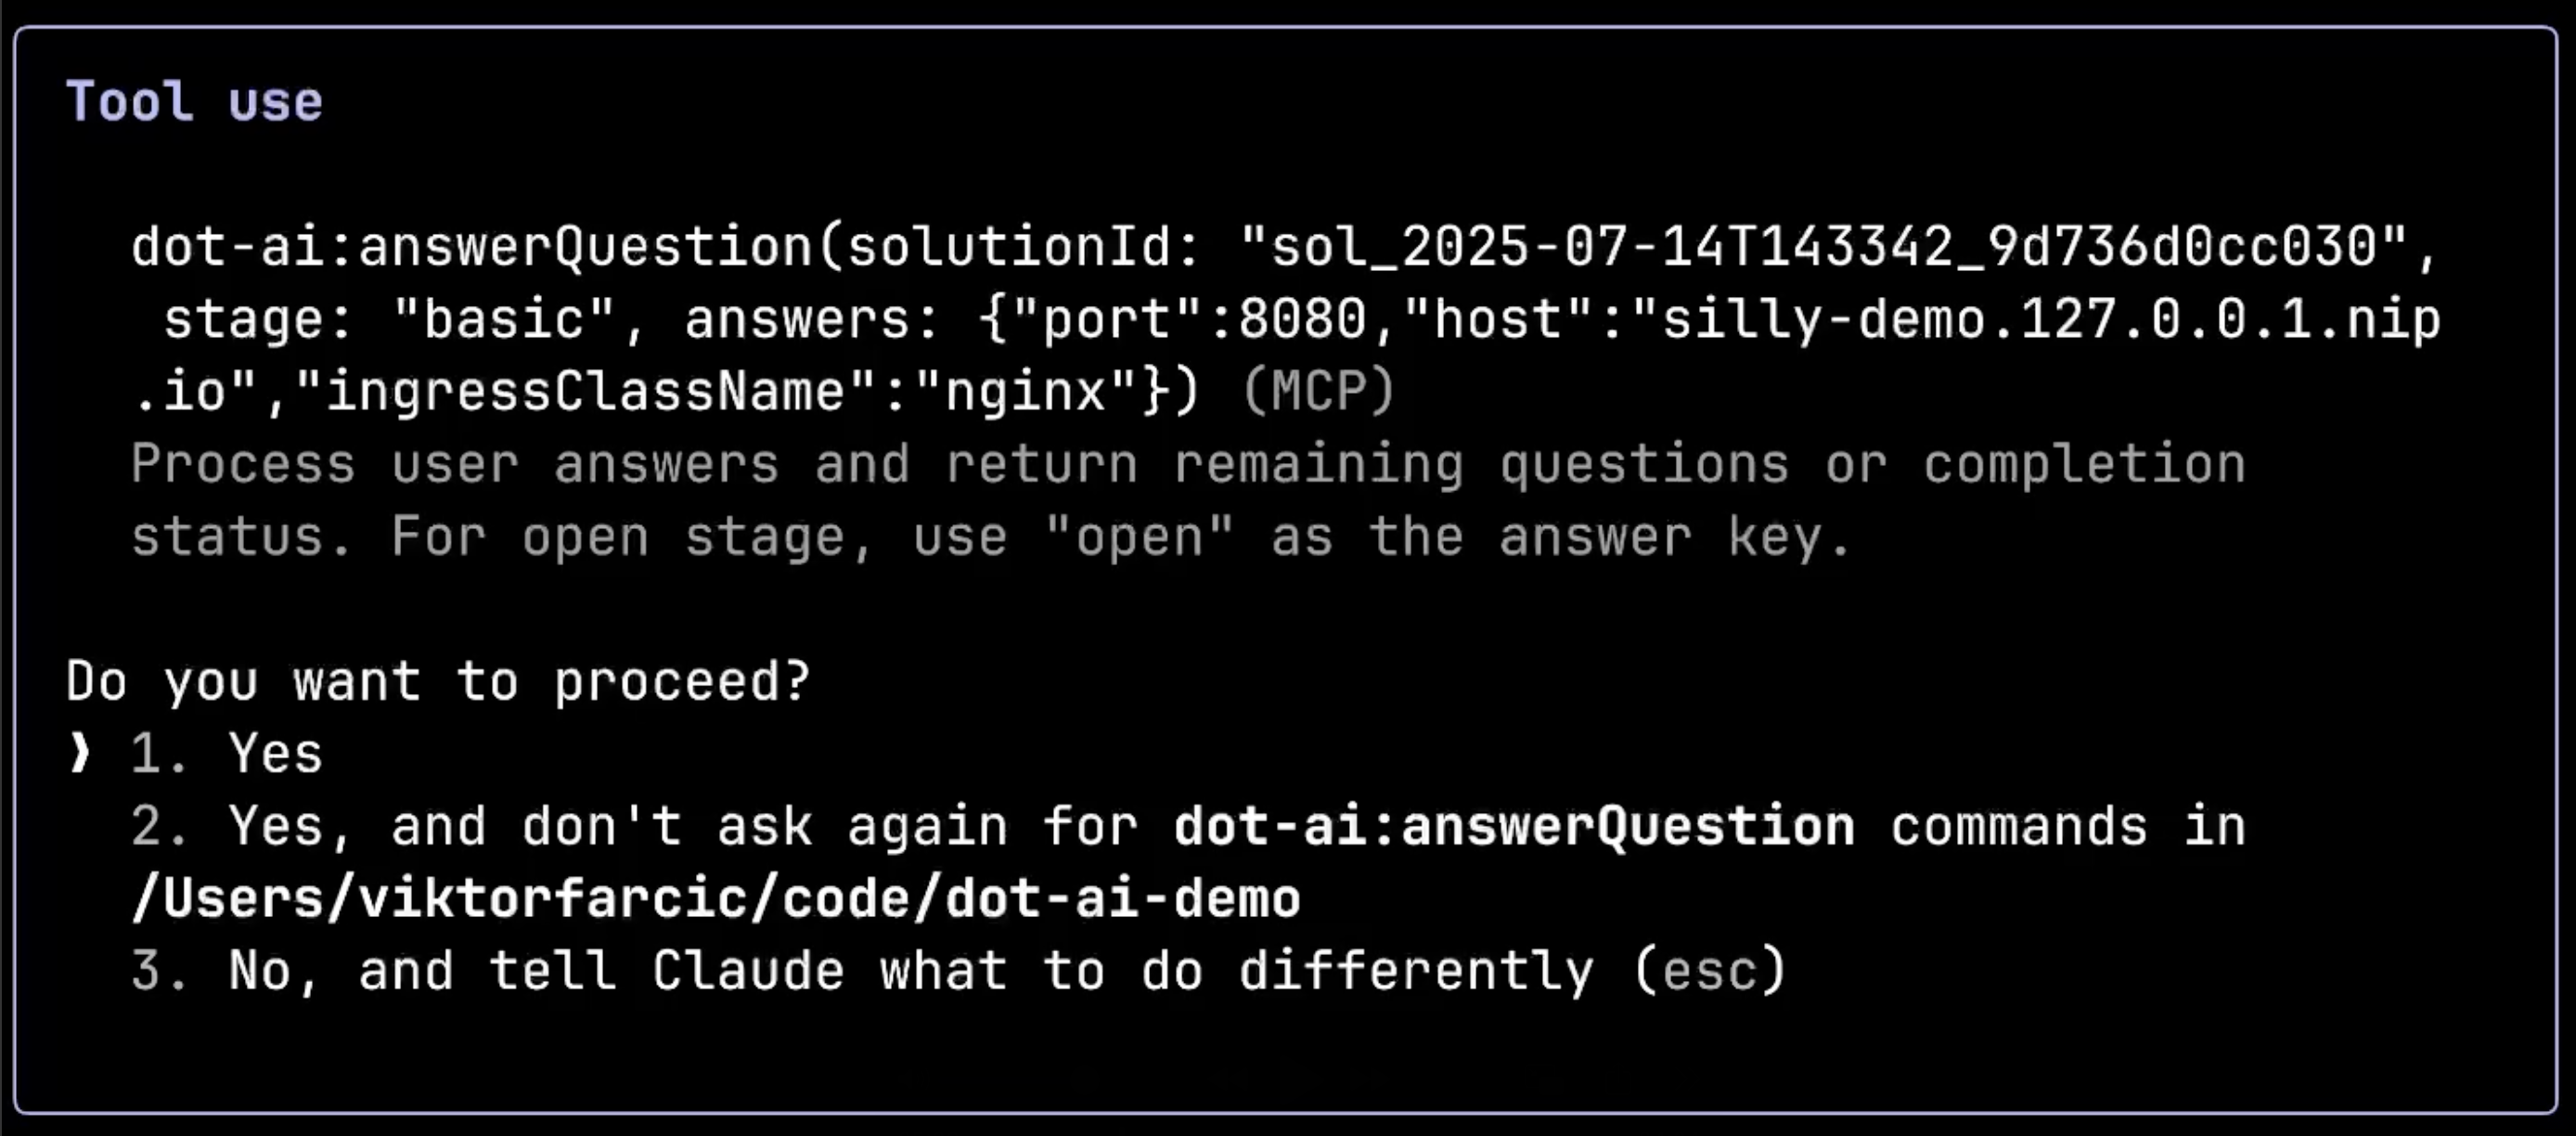 Tool use
dot-ai:answerQuestion(solutionId: "sol_2025-07-14T143342_9d736d0cc030",
stage: "basic", answers: {"port":8080,"host":"silly-demo.127.0.0.1.nip
.io","ingressClassName":"nginx"}) (MCP)
Process user answers and return remaining questions or completion
status. For open stage, use "open" as the answer key.
Do you want to proceed?
❯ 1. Yes
2. Yes, and don't ask again for dot-ai:answerQuestion commands in
/Users/viktorfarcic/code/dot-ai-demo
3. No, and tell Claude what to do differently (esc)